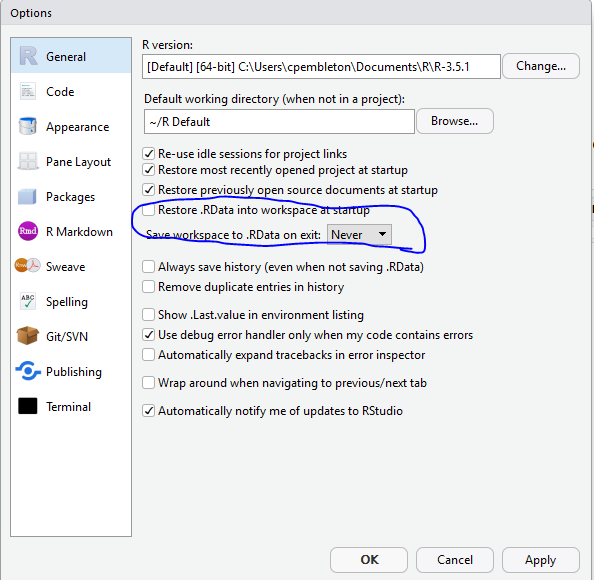 Options
General
Code
Appearance
Pane Layout
Packages
Rmd R Markdown
Sweave
ABC Spelling
Git/SVN
Publishing
Terminal
R version:
[Default] [64-bit] C:\Users\cpembleton\Documents\R\R-3.5.1 Change...
Default working directory (when not in a project):
~/R Default Browse...
Re-use idle sessions for project links
Restore most recently opened project at startup
Restore previously open source documents at startup
Restore .RData into workspace at startup
Save workspace to .RData on exit: Never
Always save history (even when not saving .RData)
Remove duplicate entries in history
Show .Last.value in environment listing
Use debug error handler only when my code contains errors
Automatically expand tracebacks in error inspector
Wrap around when navigating to previous/next tab
Automatically notify me of updates to RStudio
OK Cancel Apply